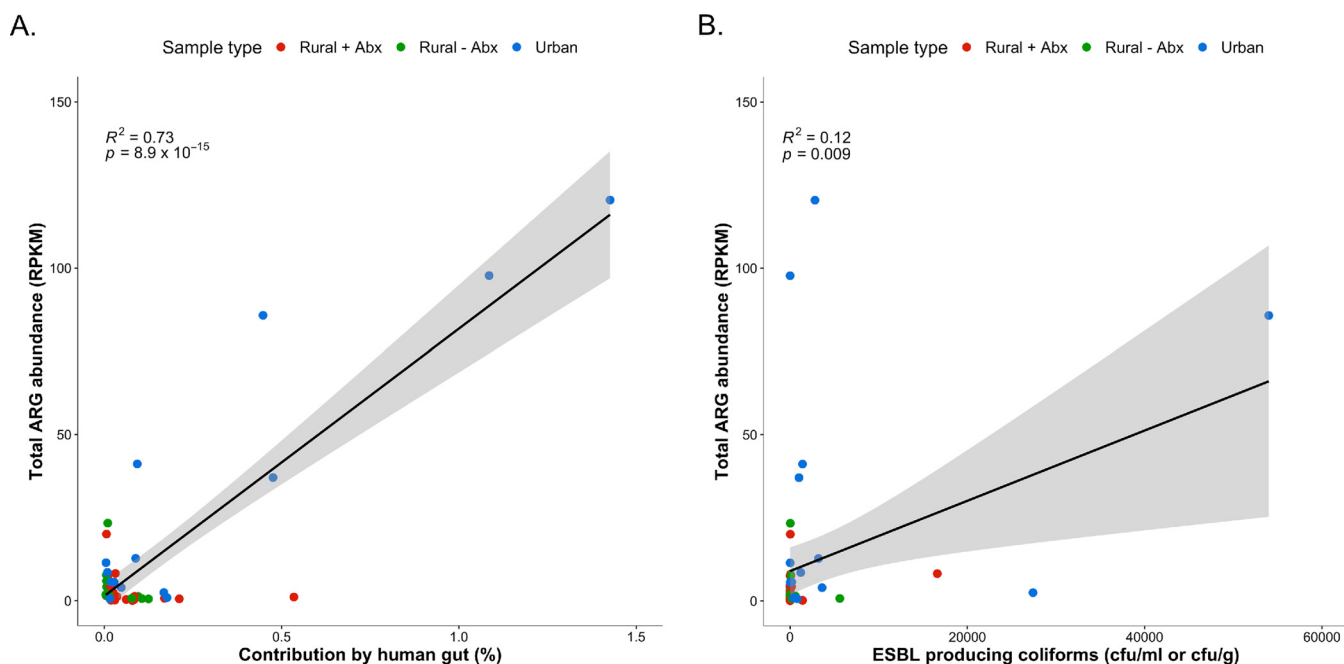 A.
Sample type Rural + Abx Rural - Abx Urban
150
R² = 0.73
p = 8.9 x 10⁻¹⁵
100
50
0
Total ARG abundance (RPKM)
0.0 0.5 1.0 1.5
Contribution by human gut (%)
B.
Sample type Rural + Abx Rural - Abx Urban
150
R² = 0.12
p = 0.009
100
50
0
Total ARG abundance (RPKM)
0 20000 40000 60000
ESBL producing coliforms (cfu/ml or cfu/g)